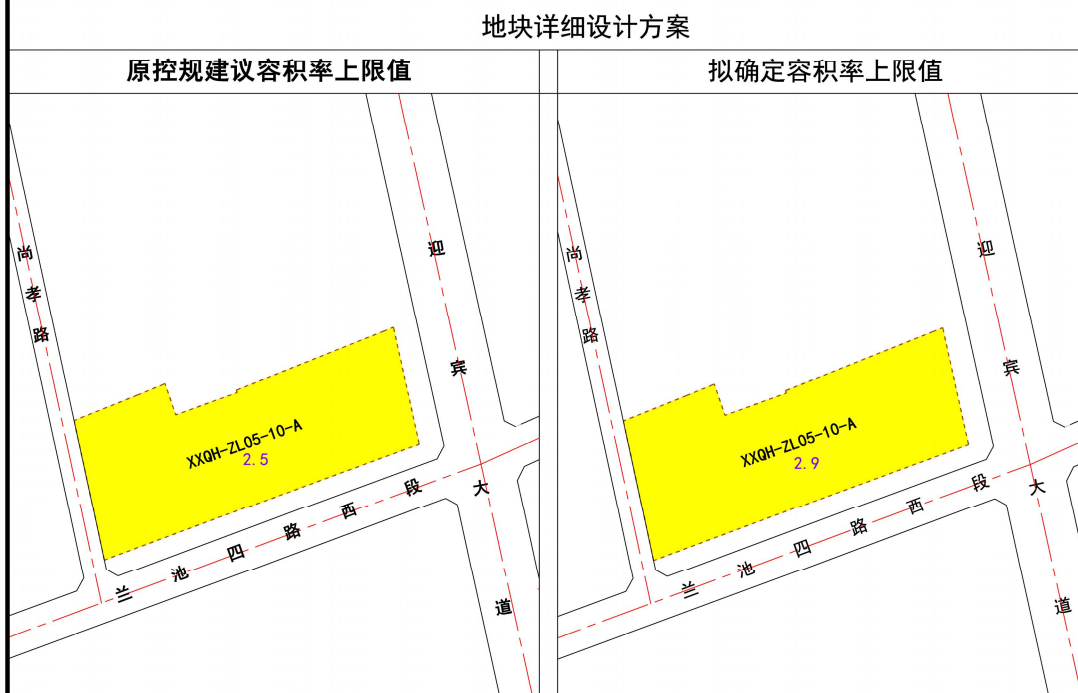 地块详细设计方案
原控规建议容积率上限值
拟确定容积率上限值
尚孝路
迎宾大道
XXQH-ZL05-10-A
2.5
兰池四路西段
尚孝路
迎宾大道
XXQH-ZL05-10-A
2.9
兰池四路西段